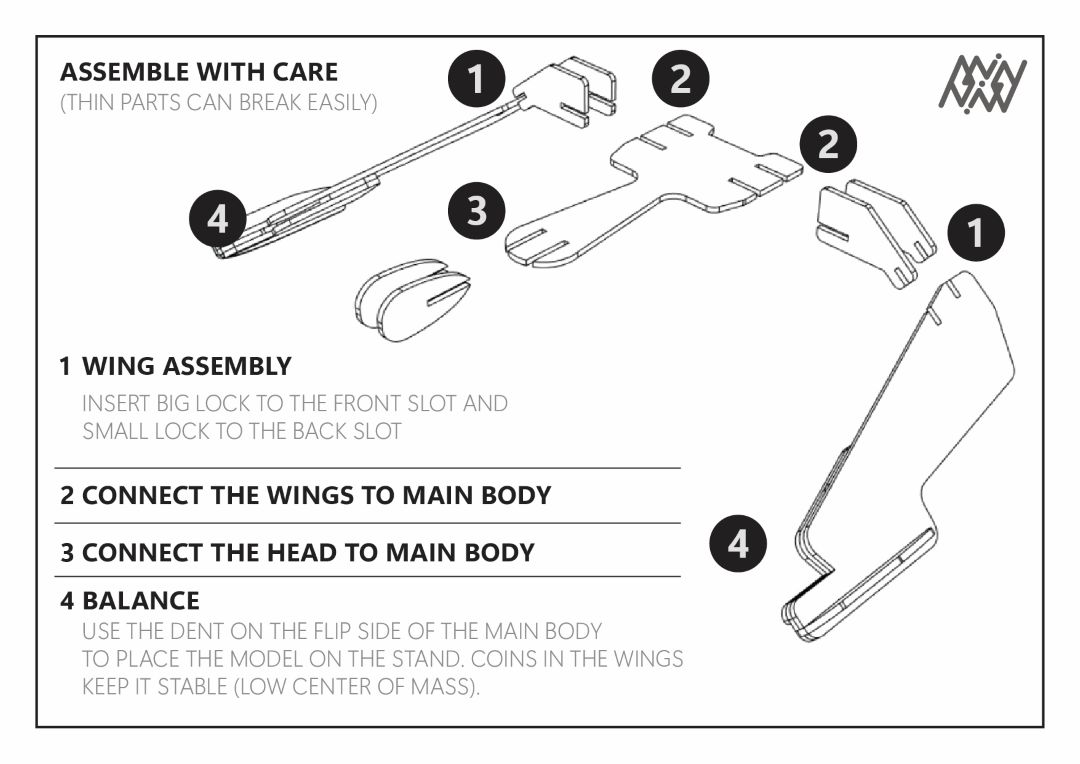 ASSEMBLE WITH CARE
(THIN PARTS CAN BREAK EASILY)
1
2
2
3
4
1
4
1 WING ASSEMBLY
INSERT BIG LOCK TO THE FRONT SLOT AND
SMALL LOCK TO THE BACK SLOT
2 CONNECT THE WINGS TO MAIN BODY
3 CONNECT THE HEAD TO MAIN BODY
4 BALANCE
USE THE DENT ON THE FLIP SIDE OF THE MAIN BODY
TO PLACE THE MODEL ON THE STAND. COINS IN THE WINGS
KEEP IT STABLE (LOW CENTER OF MASS).